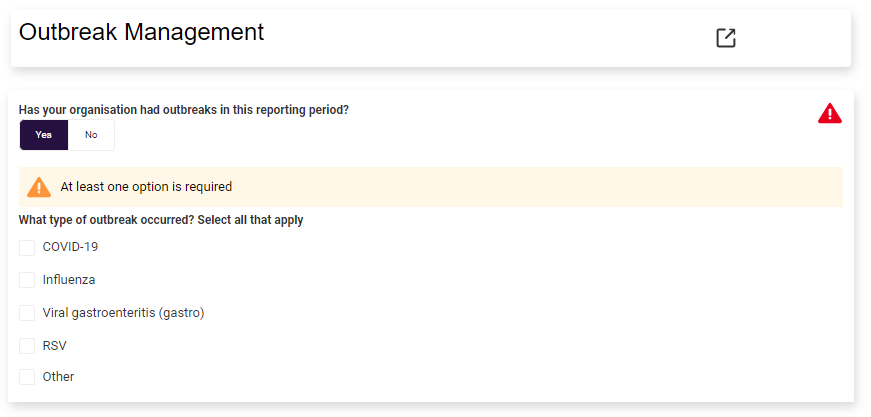 Outbreak Management
Has your organisation had outbreaks in this reporting period?
Yes No
At least one option is required
What type of outbreak occurred? Select all that apply
COVID-19
Influenza
Viral gastroenteritis (gastro)
RSV
Other